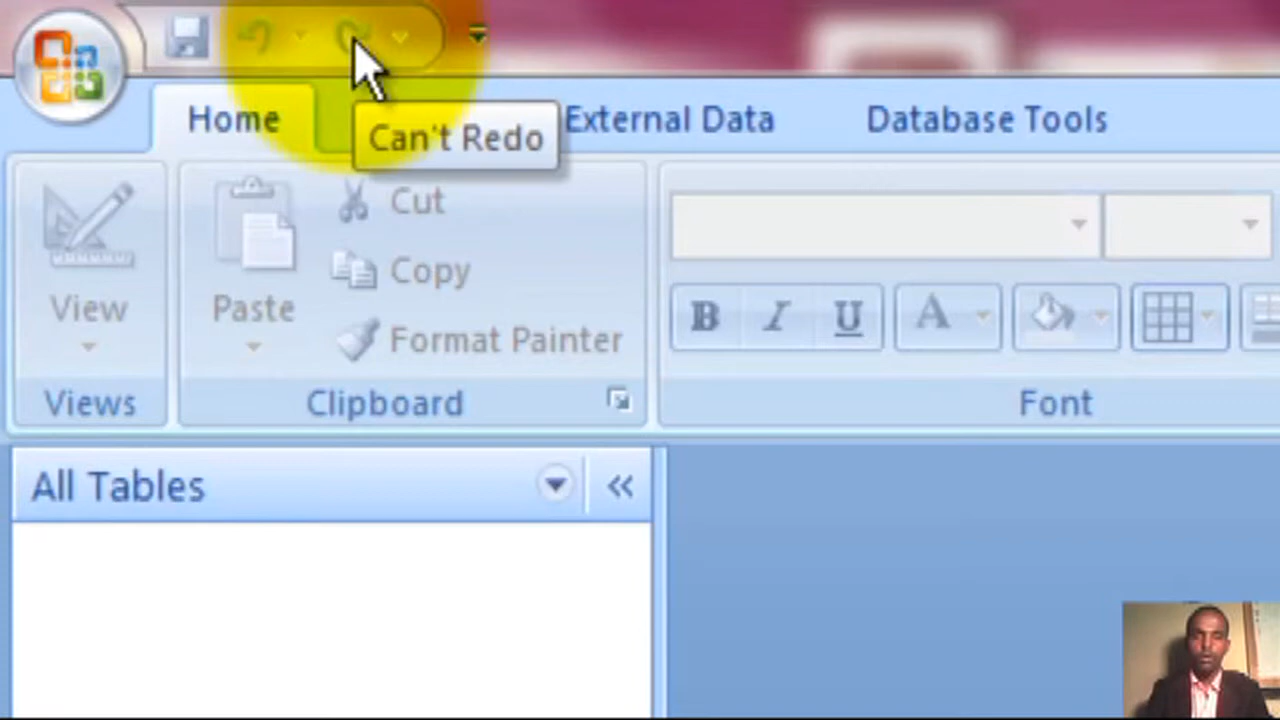 Home
External Data
Database Tools
Can't Redo
View
Paste
Cut
Copy
Format Painter
B I U A
Views
Clipboard
Font
All Tables